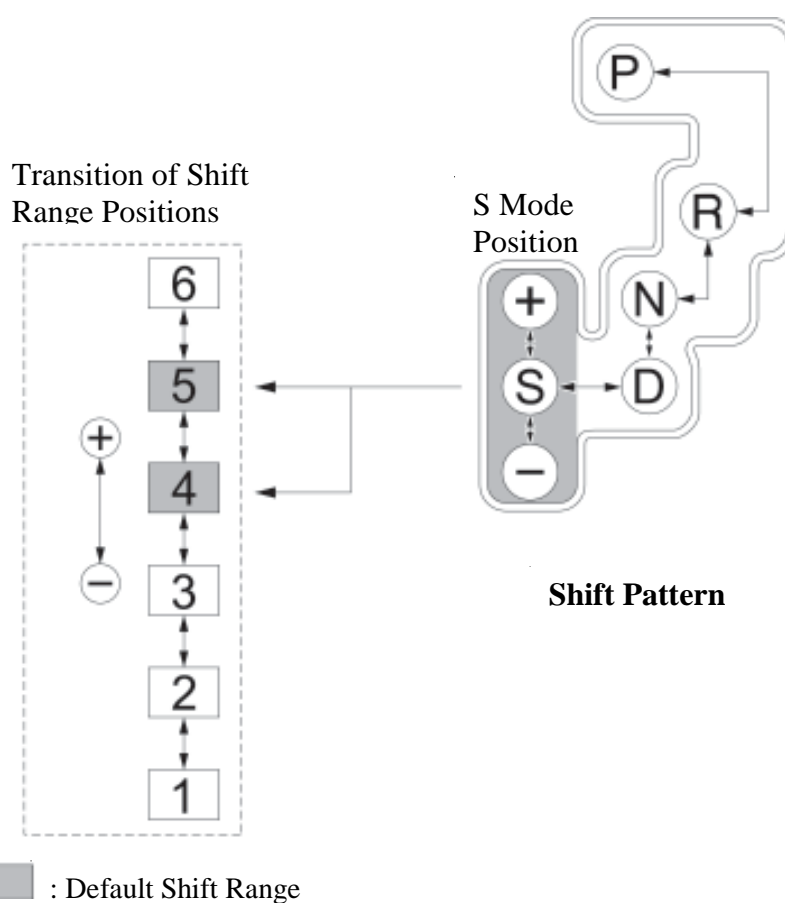 P
Transition of Shift
Range Positions
S Mode
Position
R
6
+
N
5
S
D
+
4
−
−
3
Shift Pattern
2
1
: Default Shift Range